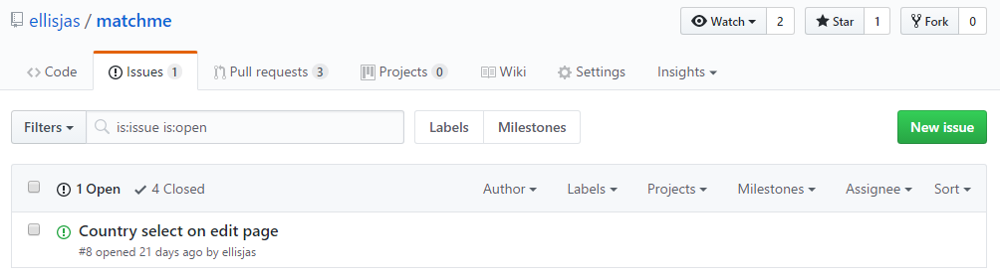 ellisjas / matchme
Watch 2 Star 1 Fork 0
Code Issues 1 Pull requests 3 Projects 0 Wiki Settings Insights
Filters is:issue is:open Labels Milestones New issue
1 Open 4 Closed Author Labels Projects Milestones Assignee Sort
Country select on edit page
#8 opened 21 days ago by ellisjas